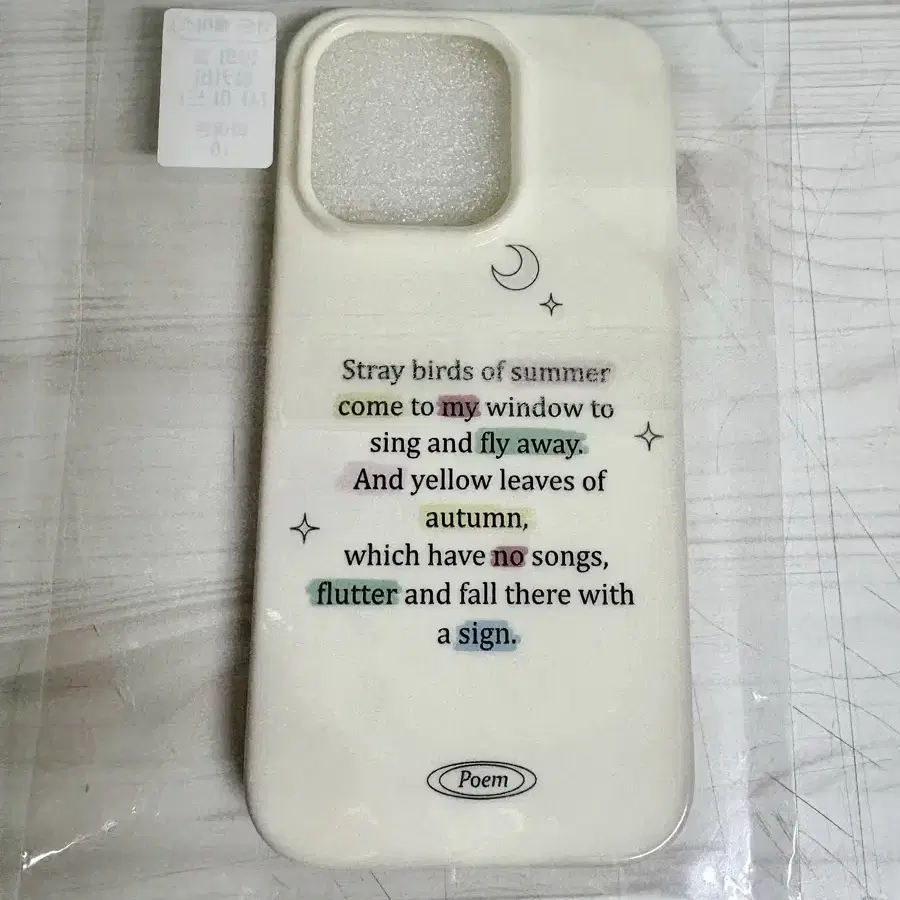 Stray birds of summer
come to my window to
sing and fly away.
And yellow leaves of
autumn,
which have no songs,
flutter and fall there with
a sign.
Poem